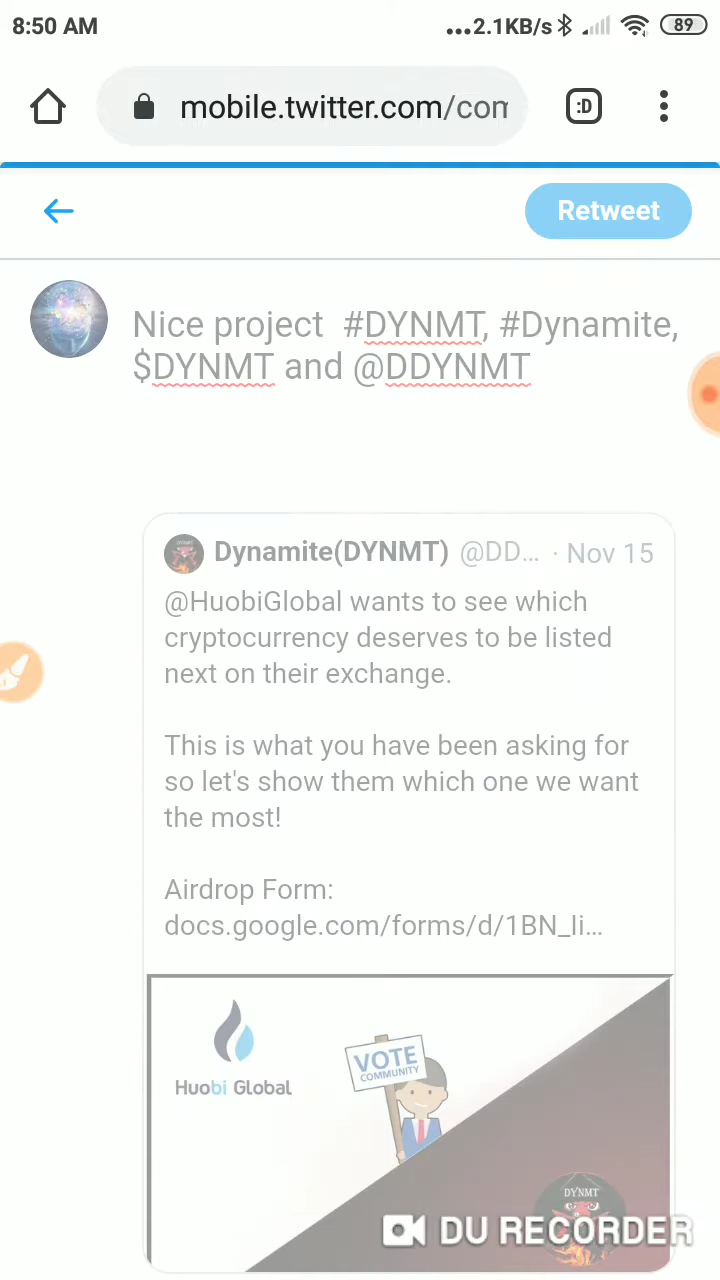 8:50 AM
...2.1KB/s
89
mobile.twitter.com/com
:D
Retweet
Nice project #DYNMT, #Dynamite,
$DYNMT and @DDYNMT
Dynamite(DYNMT) @DD... · Nov 15
@HuobiGlobal wants to see which
cryptocurrency deserves to be listed
next on their exchange.
This is what you have been asking for
so let's show them which one we want
the most!
Airdrop Form:
docs.google.com/forms/d/1BN_Ii...
VOTE
COMMUNITY
Huobi Global
DYNMT
DU RECORDER